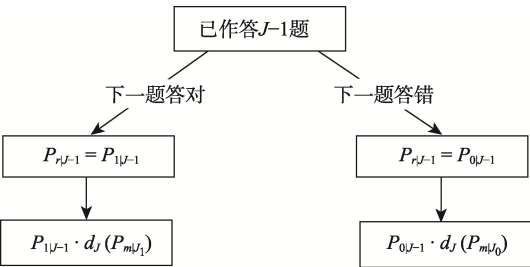 已作答J−1题
下一题答对 下一题答错
P_{r|J−1} = P_{1|J−1} P_{r|J−1} = P_{0|J−1}
P_{1|J−1} · d_J (P_{m|J_1}) P_{0|J−1} · d_J (P_{m|J_0})